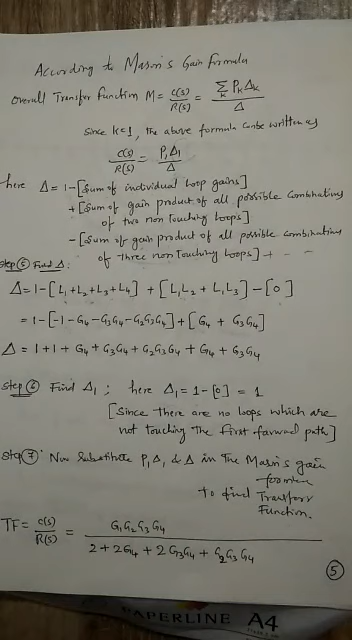 According to Mason's Gain formula
Overall Transfer function M = C(s)/R(s) = Σk PkΔk / Δ
Since k=1, the above formula can be written as
C(s)/R(s) = P1Δ1/Δ
here Δ = 1-[Sum of individual loop gains]
+[Sum of gain product of all possible combinations
of two non Touching loops]
-[Sum of gain product of all possible combinations
of three non Touching loops] + - -
Step (5) Find Δ:
Δ=1-[L1+L2+L3+L4] + [L1L2 + L1L3] - [0]
= 1-[-1-G4-G3G4-G2G3G4]+[G4 + G3G4]
Δ = 1+1+G4+G3G4+G2G3G4 + G4+G3G4
Step (6) Find Δ1 ; here Δ1 = 1-[0] = 1
[Since there are no loops which are
not touching the first forward path]
Step (7): Now Substitute P1 Δ1 & Δ in the Mason's gain
formula
to find Transfer
Function.
TF = C(s)/R(s) = G1G2G3G4 / 2+2G4 + 2G3G4 + G2G3G4
(5)
PAPERLINE A4